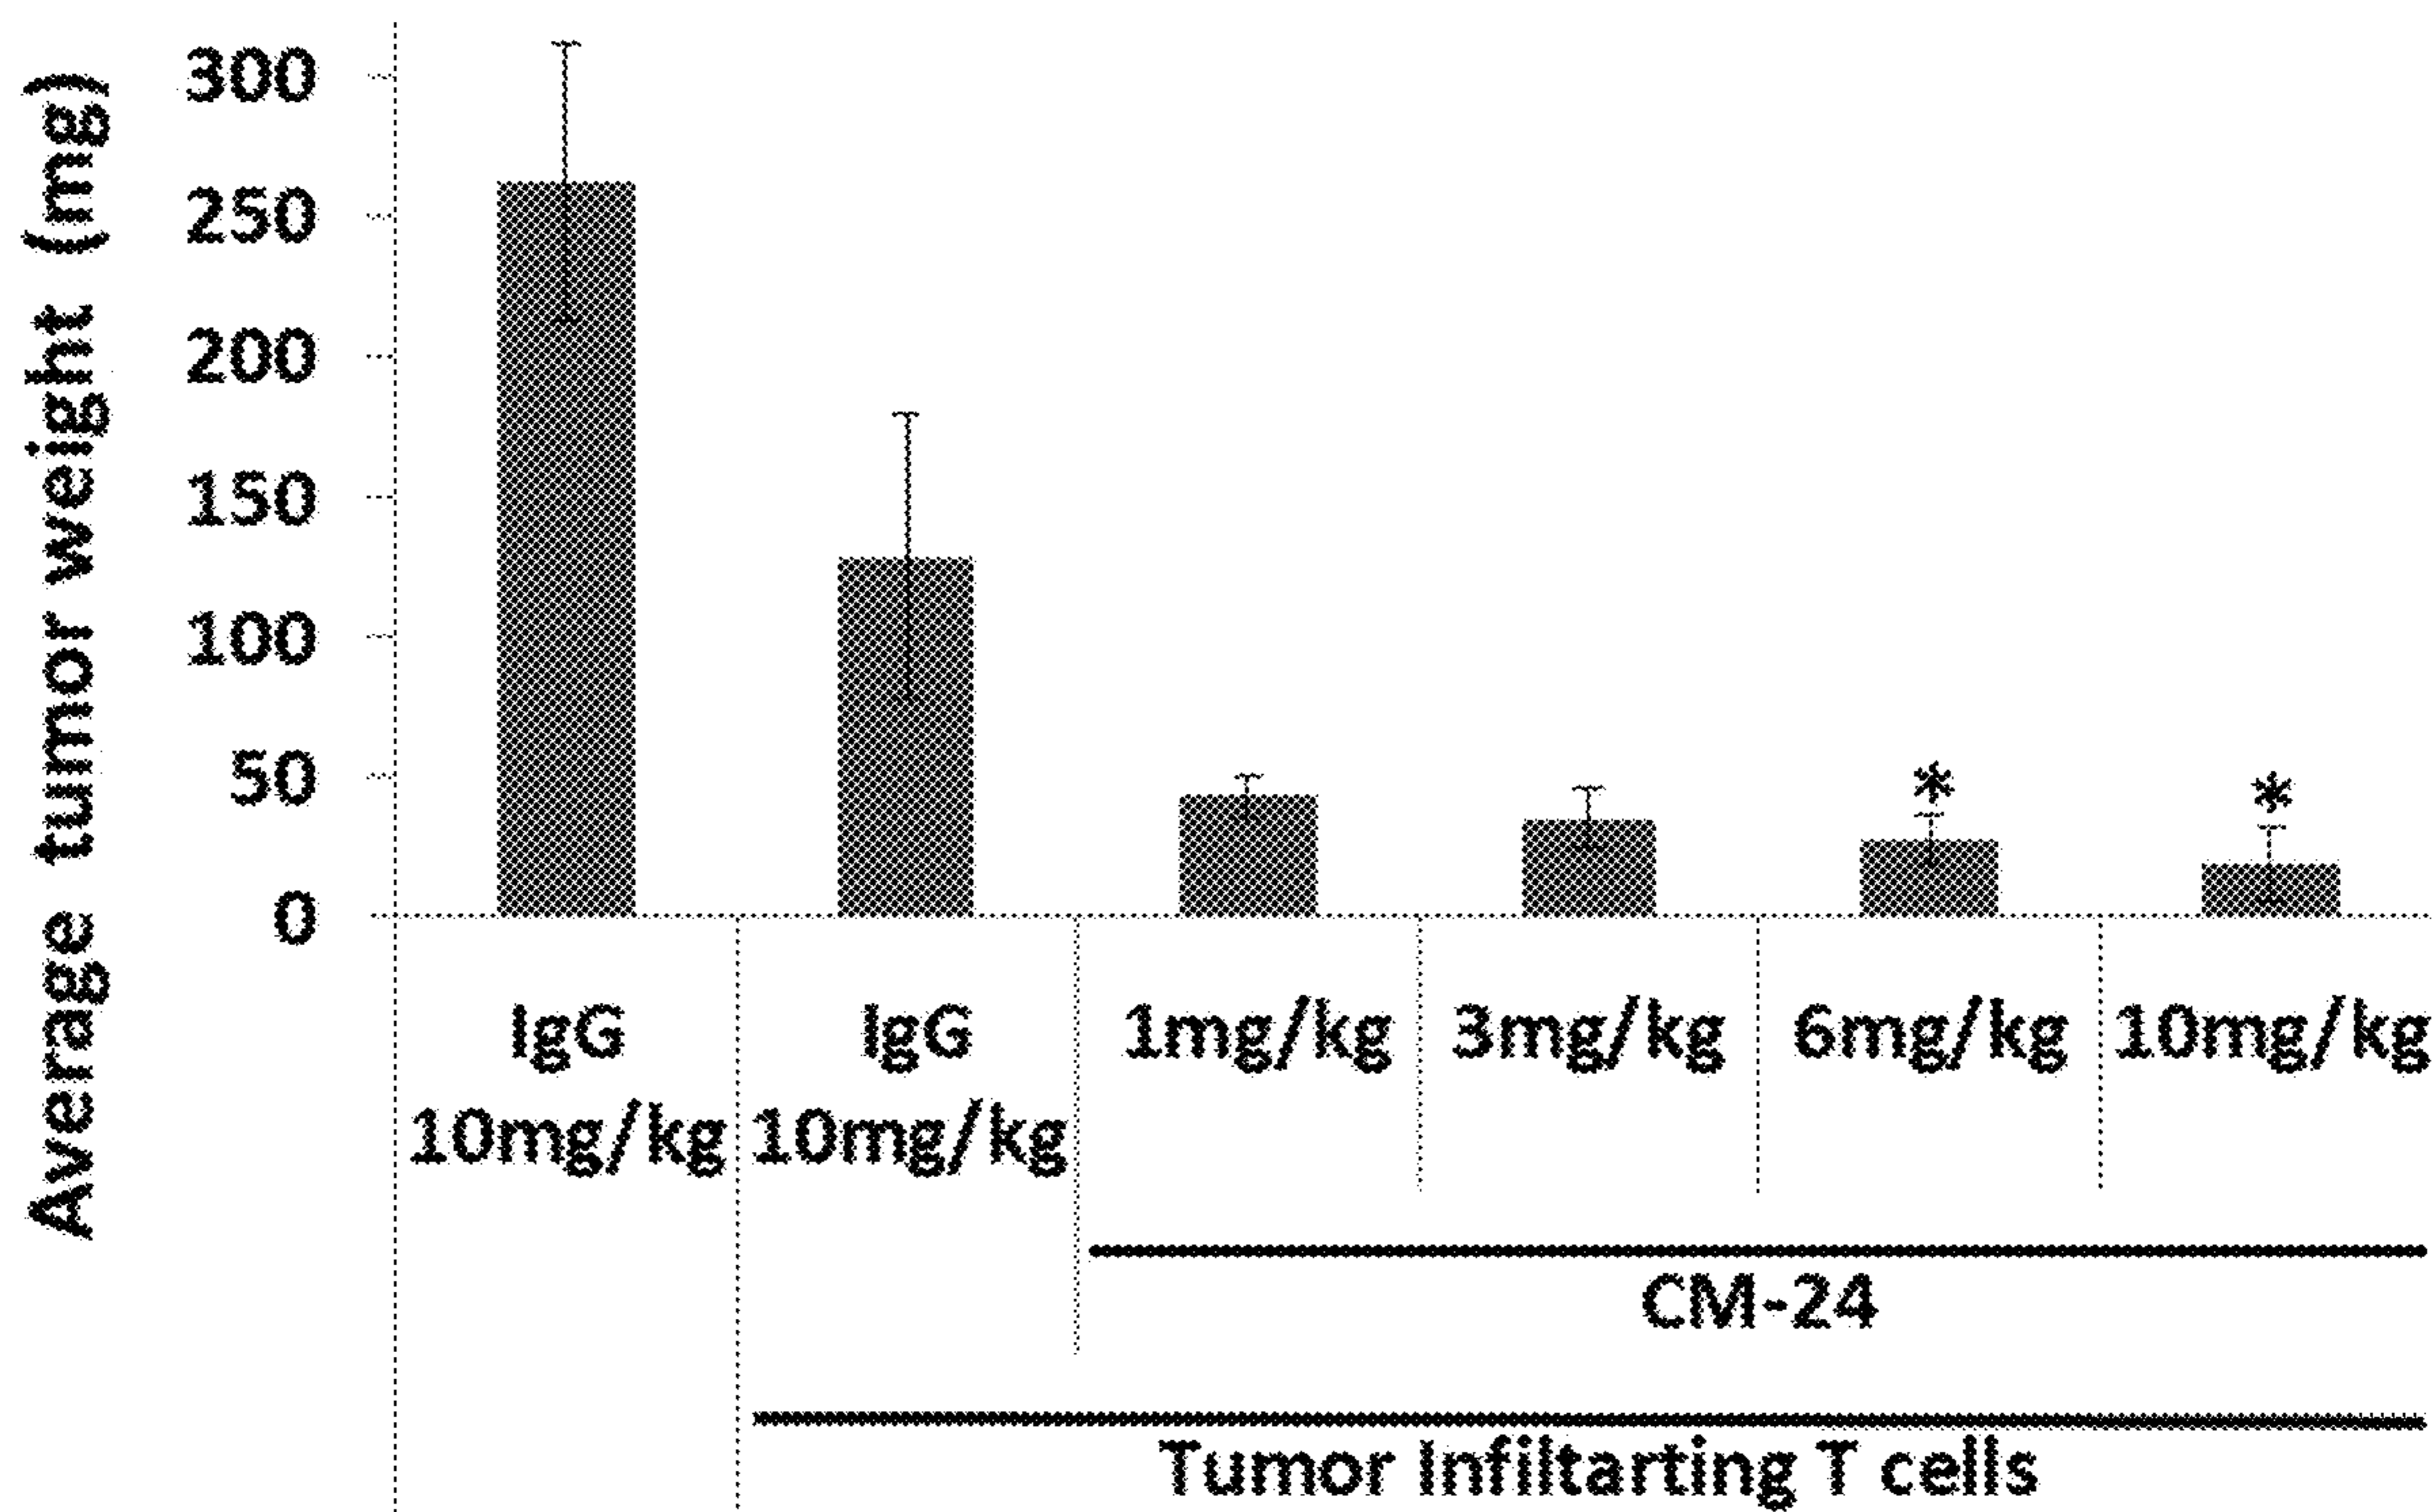 Average tumor weight (mg)
300
250
200
150
100
50
0
*
*
IgG
10mg/kg
IgG
10mg/kg
1mg/kg
3mg/kg
6mg/kg
10mg/kg
CM-24
Tumor Infiltarting T cells